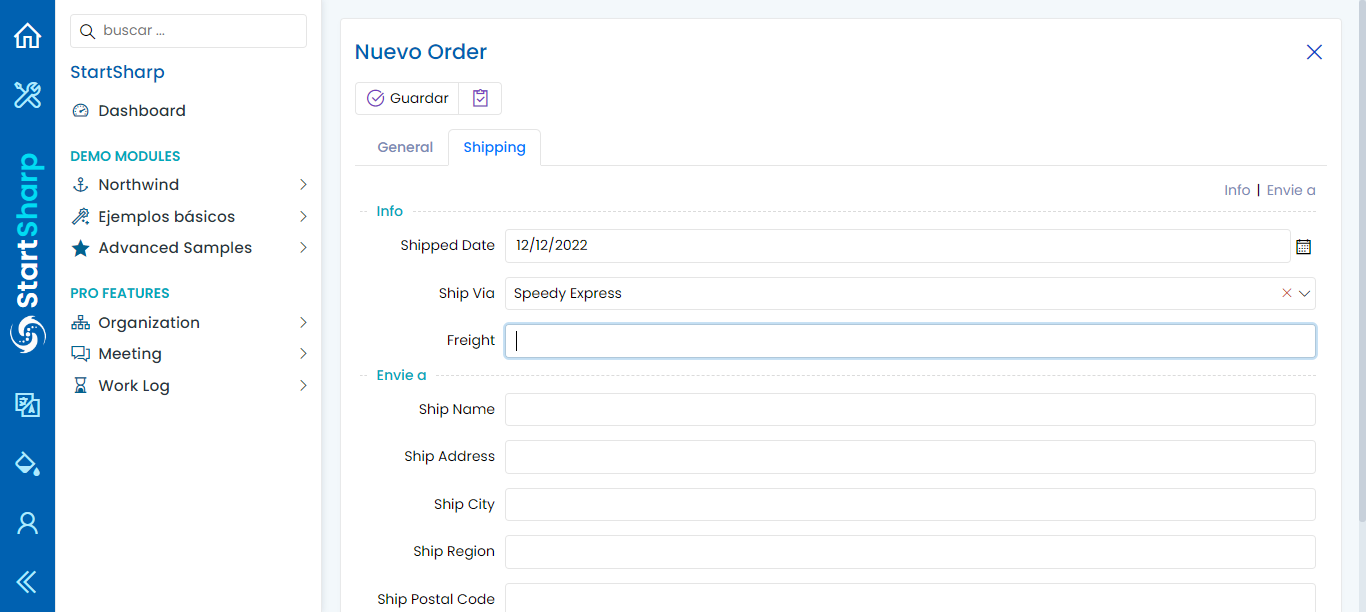 buscar ...
StartSharp
Dashboard
DEMO MODULES
Northwind
Ejemplos básicos
Advanced Samples
PRO FEATURES
Organization
Meeting
Work Log
StartSharp
Nuevo Order
Guardar
General
Shipping
Info | Envie a
Info
Shipped Date 12/12/2022
Ship Via Speedy Express
Freight
Envie a
Ship Name
Ship Address
Ship City
Ship Region
Ship Postal Code